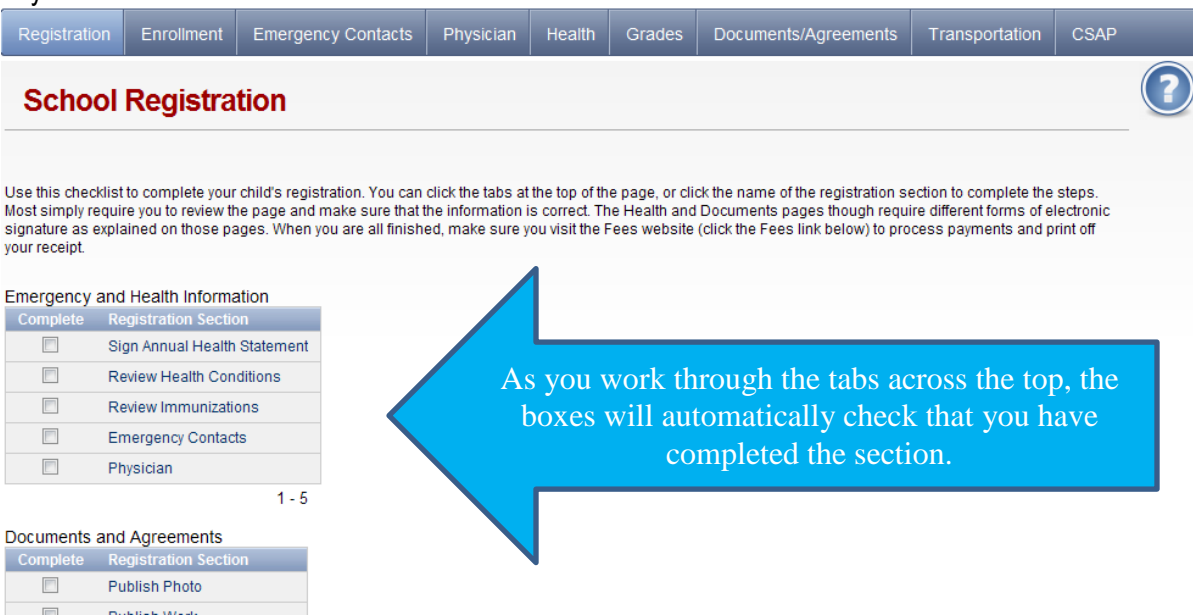 Registration Enrollment Emergency Contacts Physician Health Grades Documents/Agreements Transportation CSAP
School Registration
?
Use this checklist to complete your child's registration. You can click the tabs at the top of the page, or click the name of the registration section to complete the steps.
Most simply require you to review the page and make sure that the information is correct. The Health and Documents pages though require different forms of electronic
signature as explained on those pages. When you are all finished, make sure you visit the Fees website (click the Fees link below) to process payments and print off
your receipt.
Emergency and Health Information
Complete Registration Section
Sign Annual Health Statement
Review Health Conditions
Review Immunizations
Emergency Contacts
Physician
1 - 5
As you work through the tabs across the top, the
boxes will automatically check that you have
completed the section.
Documents and Agreements
Complete Registration Section
Publish Photo
Publish Work